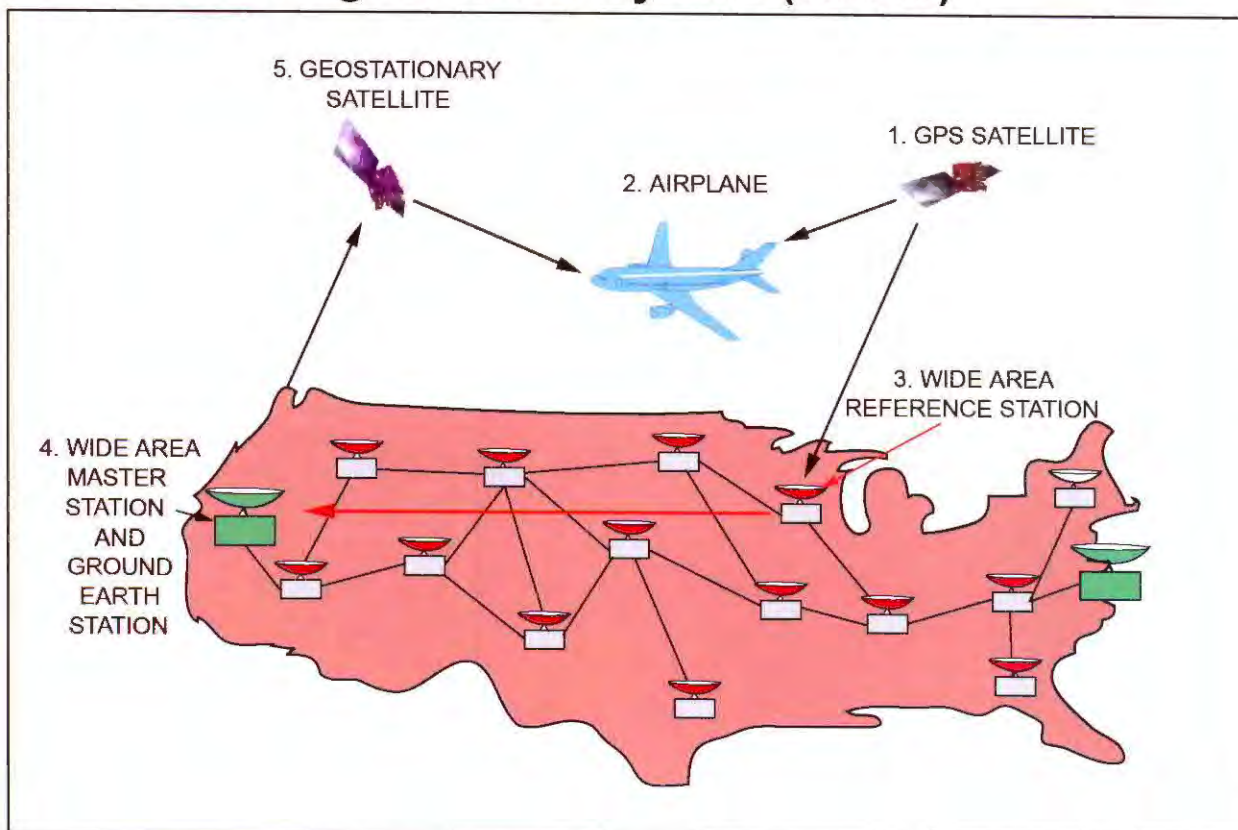 5. GEOSTATIONARY
SATELLITE
1. GPS SATELLITE
2. AIRPLANE
3. WIDE AREA
REFERENCE STATION
4. WIDE AREA
MASTER
STATION
AND
GROUND
EARTH
STATION